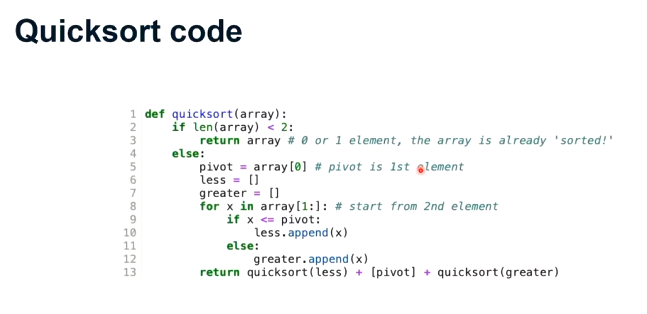 Quicksort code
1 def quicksort(array):
2     if len(array) < 2:
3         return array # 0 or 1 element, the array is already 'sorted!'
4     else:
5         pivot = array[0] # pivot is 1st element
6         less = []
7         greater = []
8         for x in array[1:]: # start from 2nd element
9             if x <= pivot:
10                 less.append(x)
11             else:
12                 greater.append(x)
13         return quicksort(less) + [pivot] + quicksort(greater)